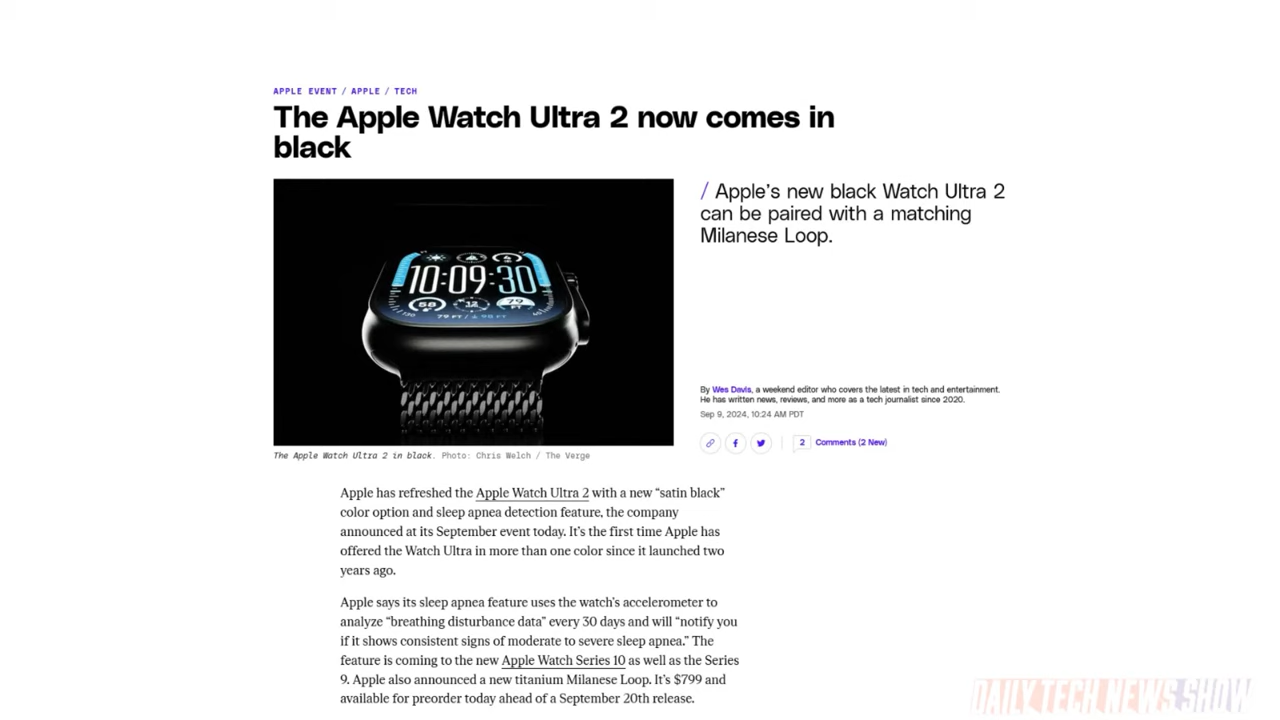 APPLE EVENT / APPLE / TECH
The Apple Watch Ultra 2 now comes in
black
/ Apple's new black Watch Ultra 2
can be paired with a matching
Milanese Loop.
10:09:30
58
79
79 FT /
By Wes Davis, a weekend editor who covers the latest in tech and entertainment.
He has written news, reviews, and more as a tech journalist since 2020.
Sep 9, 2024, 10:24 AM PDT
2 Comments (2 New)
The Apple Watch Ultra 2 in black. Photo: Chris Welch / The Verge
Apple has refreshed the Apple Watch Ultra 2 with a new “satin black”
color option and sleep apnea detection feature, the company
announced at its September event today. It’s the first time Apple has
offered the Watch Ultra in more than one color since it launched two
years ago.
Apple says its sleep apnea feature uses the watch’s accelerometer to
analyze “breathing disturbance data” every 30 days and will “notify you
if it shows consistent signs of moderate to severe sleep apnea.” The
feature is coming to the new Apple Watch Series 10 as well as the Series
9. Apple also announced a new titanium Milanese Loop. It’s $799 and
available for preorder today ahead of a September 20th release.
DAILY TECH NEWS SHOW